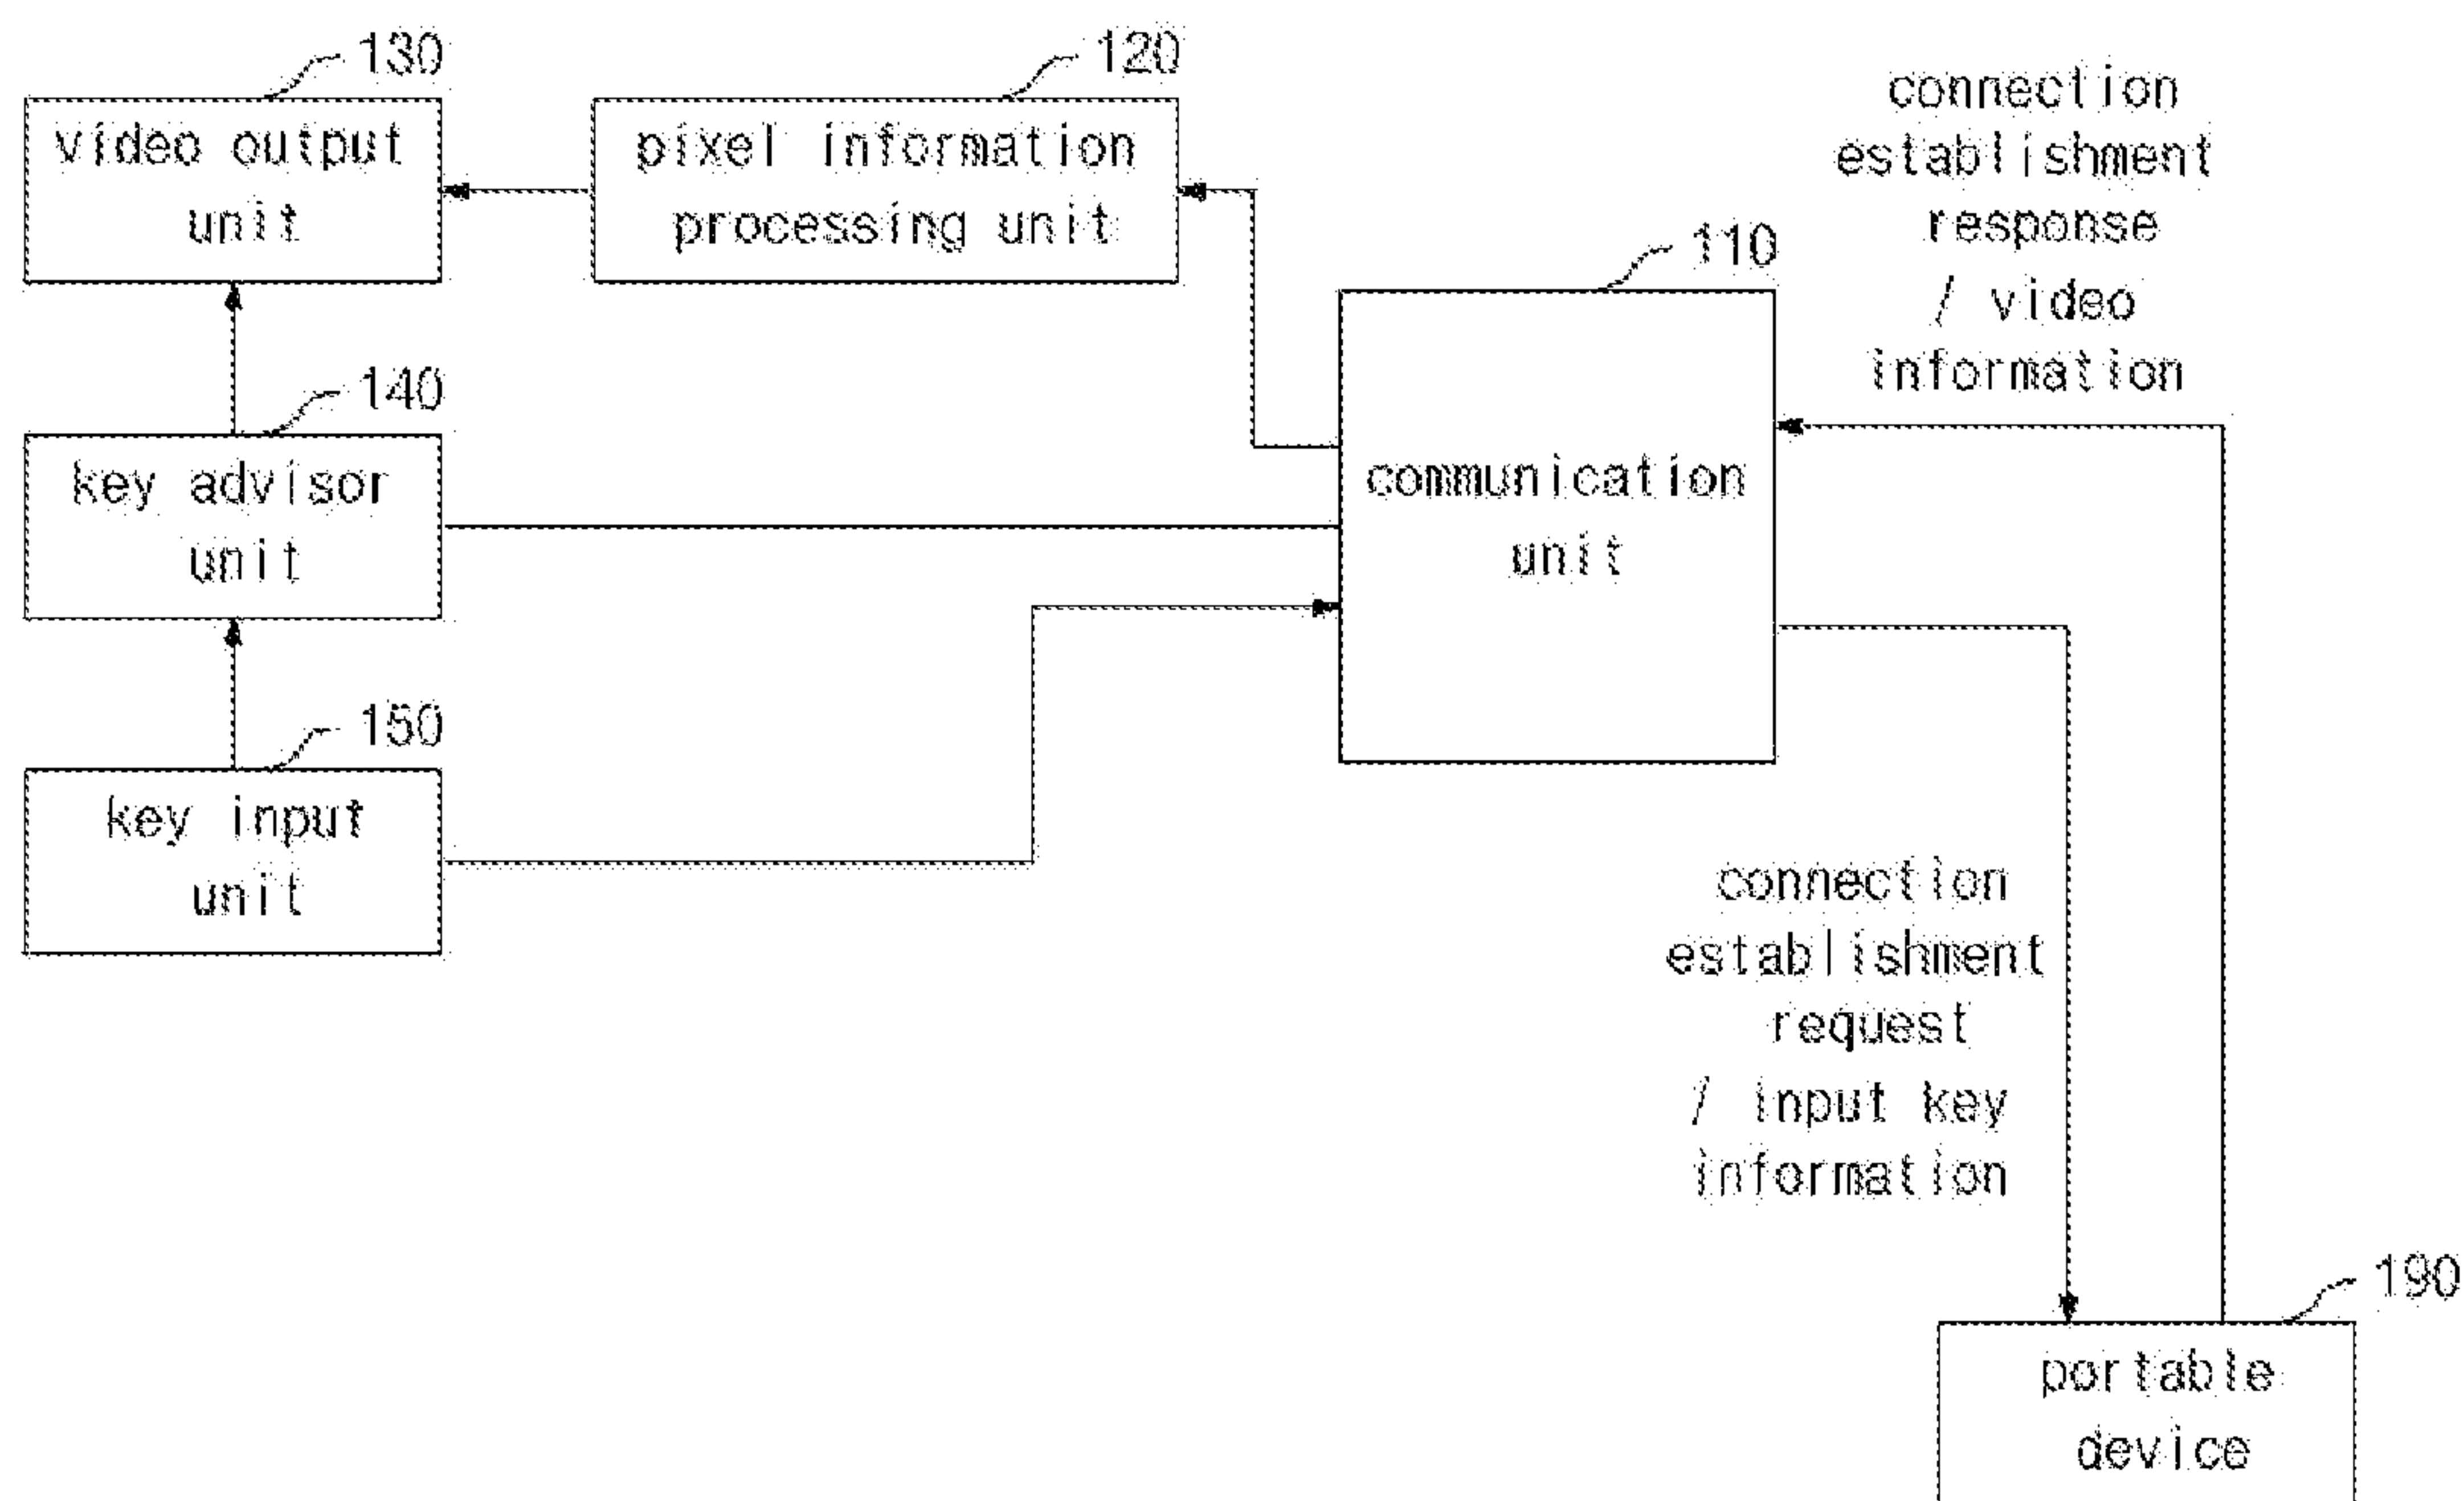 130
video output
unit
120
pixel information
processing unit
connection
establishment
response
/ video
information
110
communication
unit
140
key advisor
unit
150
key input
unit
connection
establishment
request
/ input key
information
190
portable
device